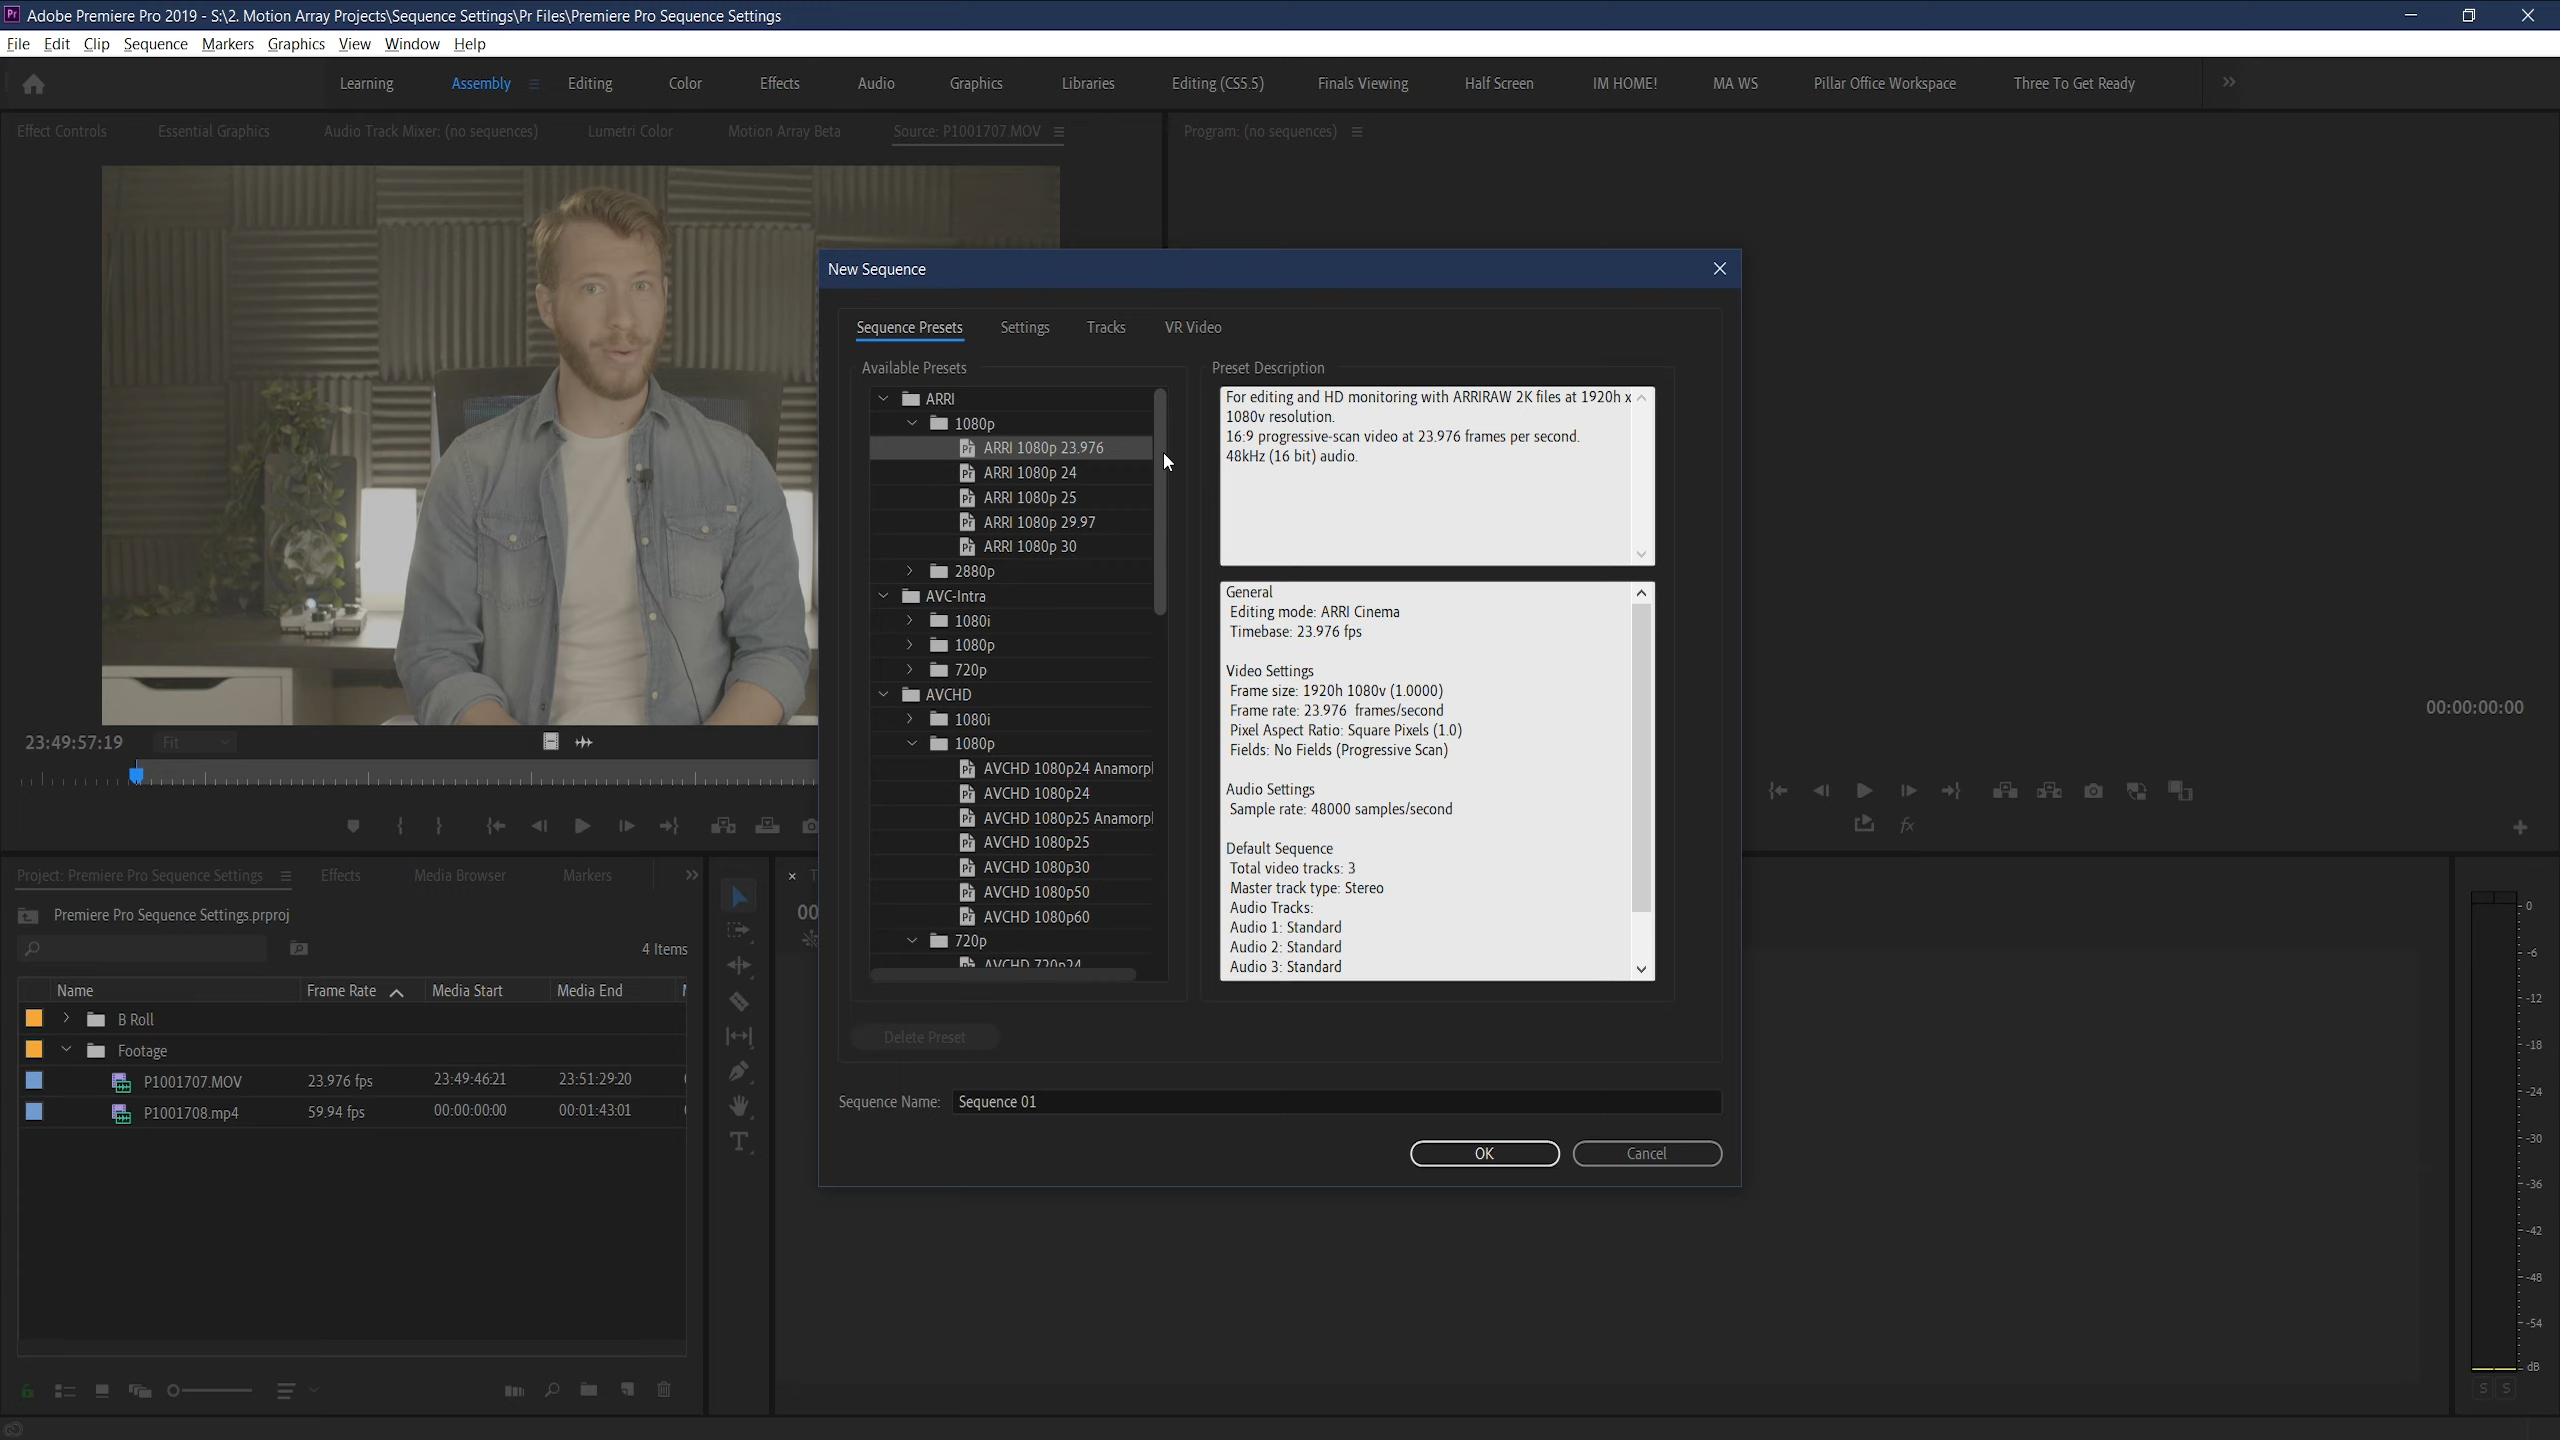 Adobe Premiere Pro 2019 - S:\2. Motion Array Projects\Sequence Settings\Pr Files\Premiere Pro Sequence Settings
File Edit Clip Sequence Markers Graphics View Window Help
Learning Assembly Editing Color Effects Audio Graphics Libraries Editing (CS5.5) Finals Viewing Half Screen IM HOME! MA WS Pillar Office Workspace Three To Get Ready
Effect Controls Essential Graphics Audio Track Mixer: (no sequences) Lumetri Color Motion Array Beta Source: P1001707.MOV Program: (no sequences)
New Sequence
Sequence Presets Settings Tracks VR Video
Available Presets
ARRI
1080p
ARRI 1080p 23.976
ARRI 1080p 24
ARRI 1080p 25
ARRI 1080p 29.97
ARRI 1080p 30
2880p
AVC-Intra
1080i
1080p
720p
AVCHD
1080i
1080p
AVCHD 1080p24 Anamorpl
AVCHD 1080p24
AVCHD 1080p25 Anamorpl
AVCHD 1080p25
AVCHD 1080p30
AVCHD 1080p50
AVCHD 1080p60
720p
AVCHD 720p24
Preset Description
For editing and HD monitoring with ARRIRAW 2K files at 1920h x
1080v resolution.
16:9 progressive-scan video at 23.976 frames per second.
48kHz (16 bit) audio.
General
Editing mode: ARRI Cinema
Timebase: 23.976 fps
Video Settings
Frame size: 1920h 1080v (1.0000)
Frame rate: 23.976 frames/second
Pixel Aspect Ratio: Square Pixels (1.0)
Fields: No Fields (Progressive Scan)
Audio Settings
Sample rate: 48000 samples/second
Default Sequence
Total video tracks: 3
Master track type: Stereo
Audio Tracks:
Audio 1: Standard
Audio 2: Standard
Audio 3: Standard
Delete Preset
Sequence Name: Sequence 01
OK Cancel
23:49:57:19 Fit
00:00:00:00
Project: Premiere Pro Sequence Settings Effects Media Browser Markers
Premiere Pro Sequence Settings.prproj
4 Items
Name Frame Rate Media Start Media End
B Roll
Footage
P1001707.MOV 23.976 fps 23:49:46:21 23:51:29:20
P1001708.mp4 59.94 fps 00:00:00:00 00:01:43:01
00
0
-6
-12
-18
-24
-30
-36
-42
-48
-54
dB
S S